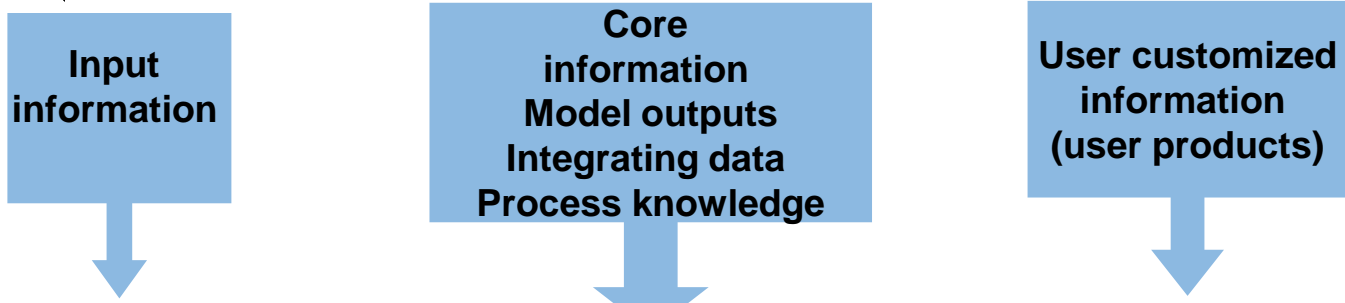 Input
information
Core
information
Model outputs
Integrating data
Process knowledge
User customized
information
(user products)